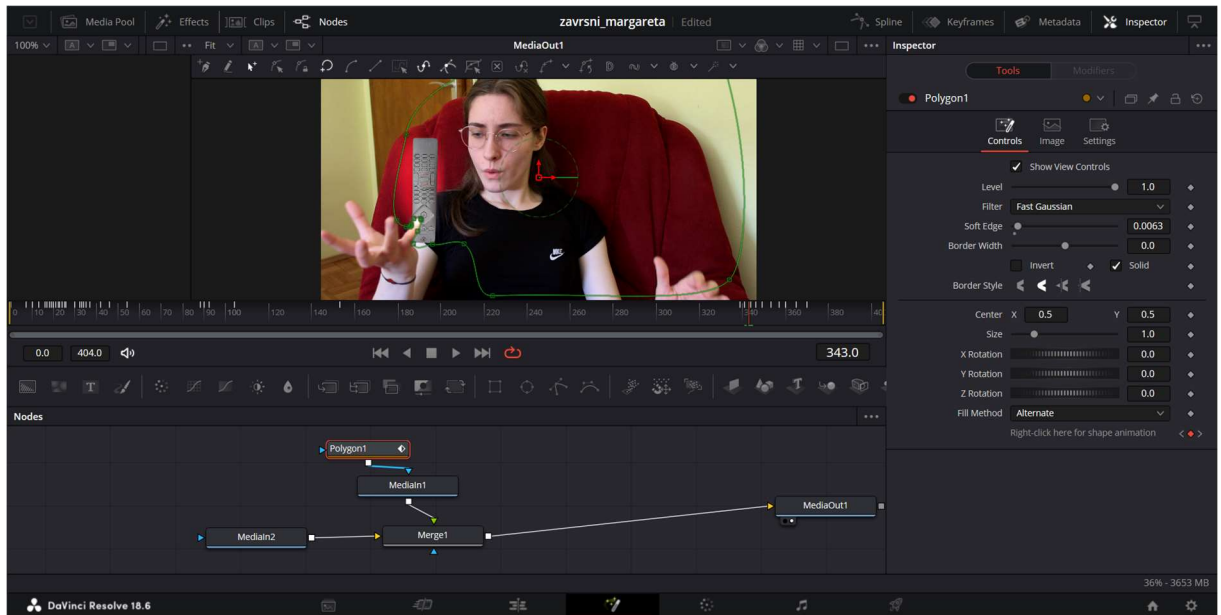 Media Pool Effects Clips Nodes zavrsni_margareta Edited Spline Keyframes Metadata Inspector
100% Fit MediaOut1 Inspector
Tools Modifiers
Polygon1
Controls Image Settings
Show View Controls
Level 1.0
Filter Fast Gaussian
Soft Edge 0.0063
Border Width 0.0
Invert Solid
Border Style
Center X 0.5 Y 0.5
Size 1.0
X Rotation 0.0
Y Rotation 0.0
Z Rotation 0.0
Fill Method Alternate
Right-click here for shape animation
0 10 20 30 40 50 60 70 80 90 100 120 140 160 180 200 220 240 260 280 300 320 340 360 380 40
0.0 404.0 343.0
T T
Nodes
Polygon1
MediaIn1
MediaOut1
MediaIn2 Merge1
36% - 3653 MB
DaVinci Resolve 18.6